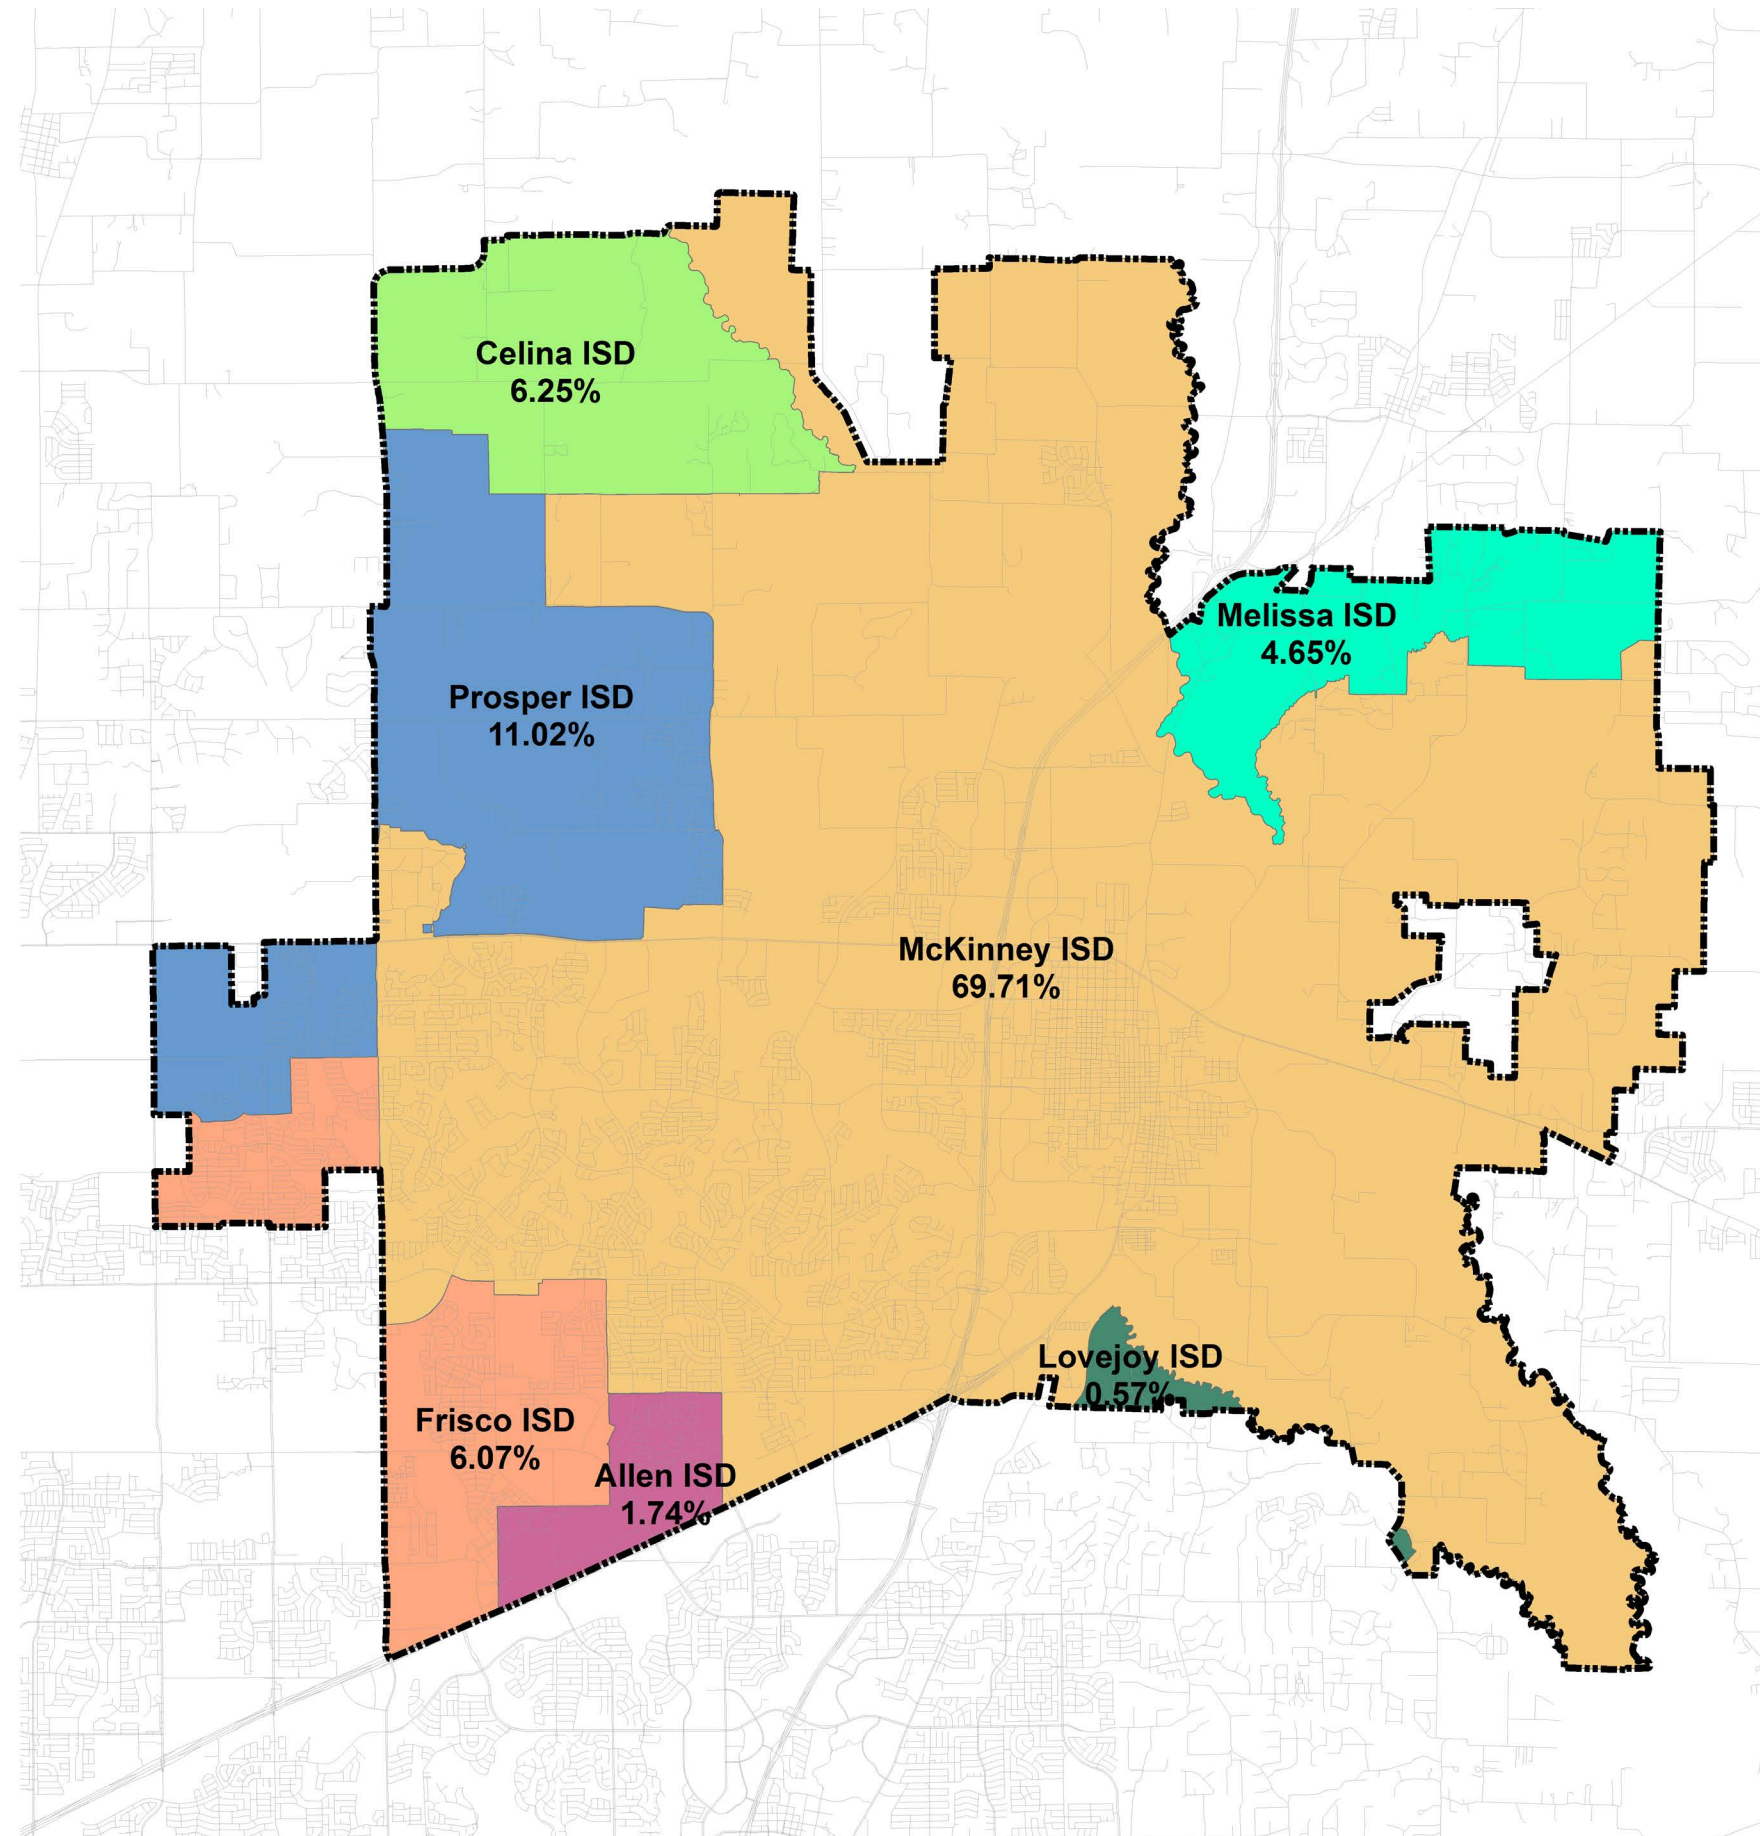 Celina ISD
6.25%
Melissa ISD
4.65%
Prosper ISD
11.02%
McKinney ISD
69.71%
Lovejoy ISD
0.57%
Frisco ISD
6.07%
Allen ISD
1.74%